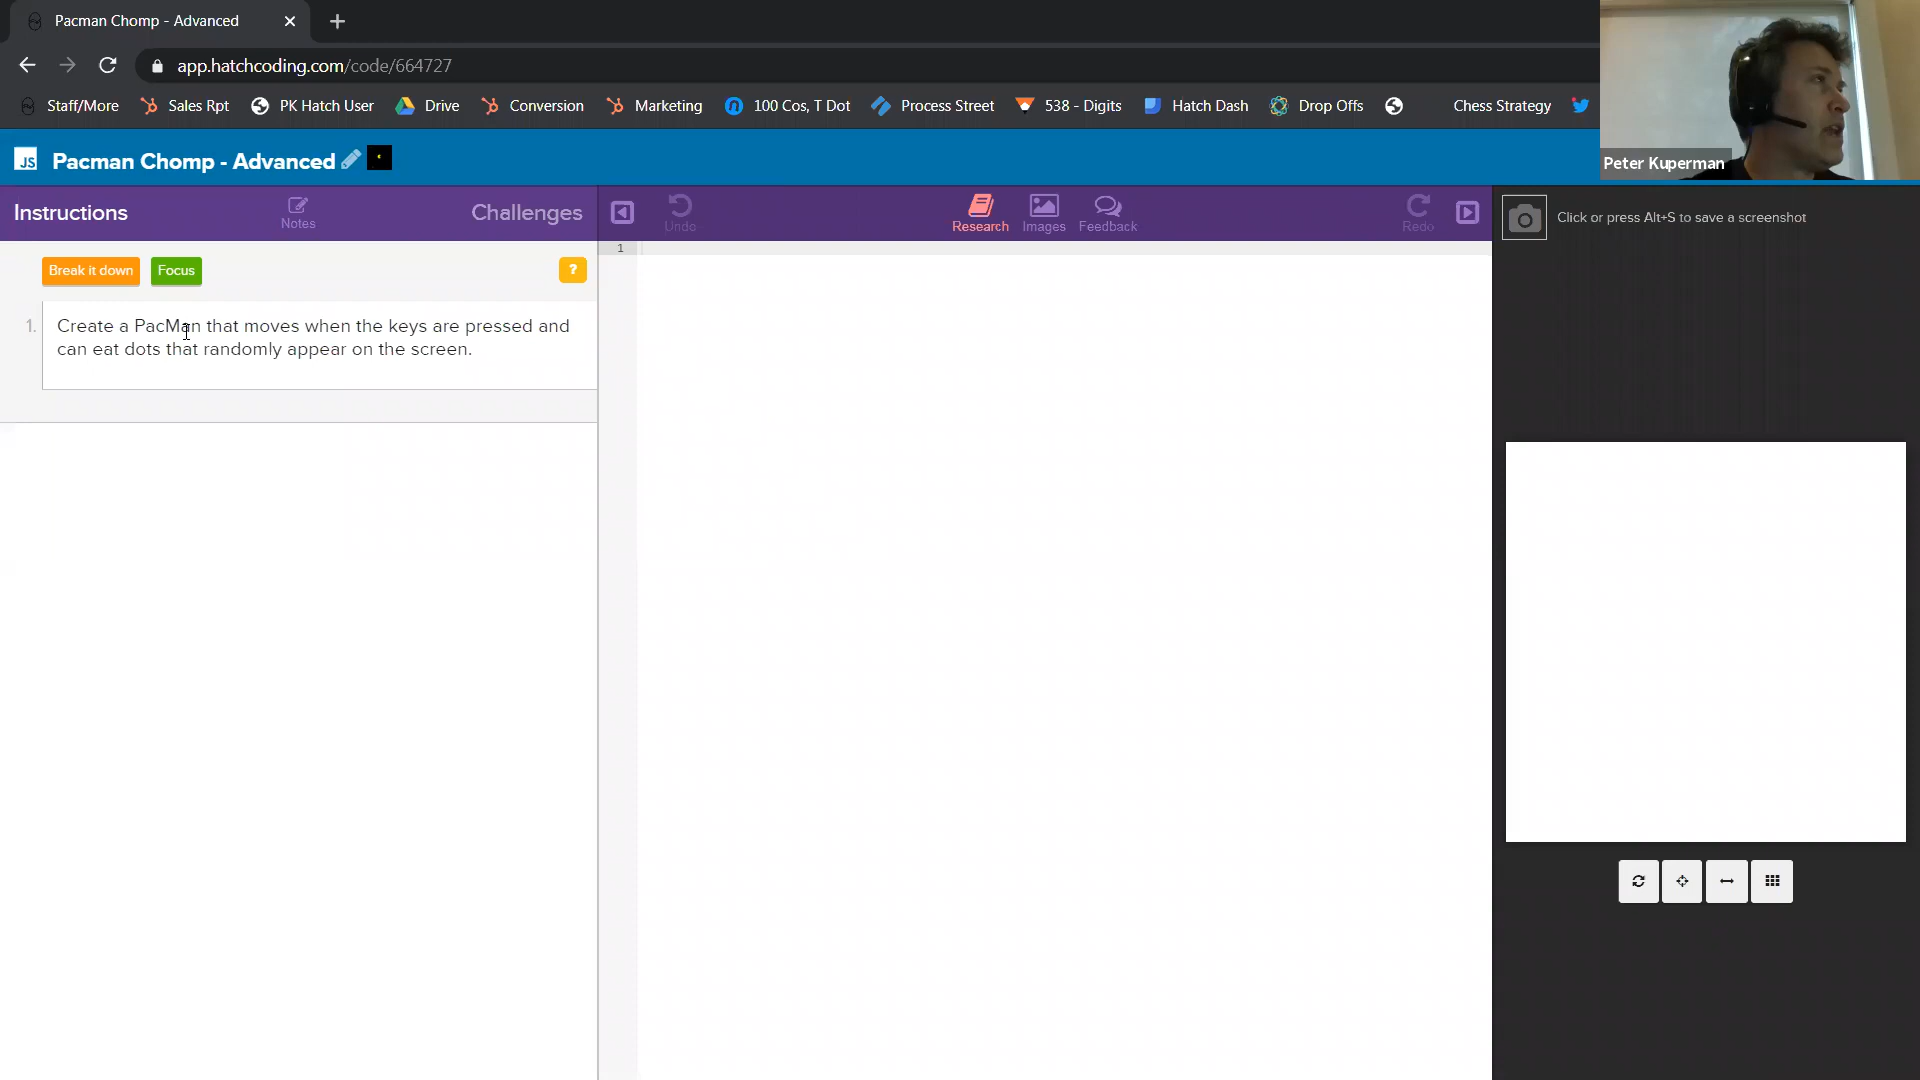 Pacman Chomp - Advanced
app.hatchcoding.com/code/664727
Staff/More Sales Rpt PK Hatch User Drive Conversion Marketing 100 Cos, T Dot Process Street 538 - Digits Hatch Dash Drop Offs Chess Strategy
Peter Kuperman
JS Pacman Chomp - Advanced
Instructions Notes Challenges Undo Research Images Feedback Redo Click or press Alt+S to save a screenshot
1
Break it down Focus ?
1. Create a PacMan that moves when the keys are pressed and
can eat dots that randomly appear on the screen.